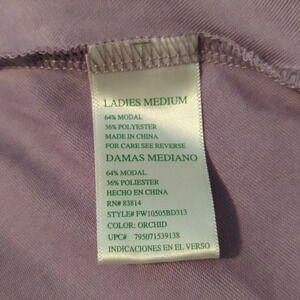 LADIES MEDIUM
64% MODAL
36% POLYESTER
MADE IN CHINA
FOR CARE SEE REVERSE
DAMAS MEDIANO
64% MODAL
36% POLIESTER
HECHO EN CHINA
RN# 83814
STYLE# FW10505BD313
COLOR: ORCHID
UPC# 795071539138
INDICACIONES EN EL VERSO